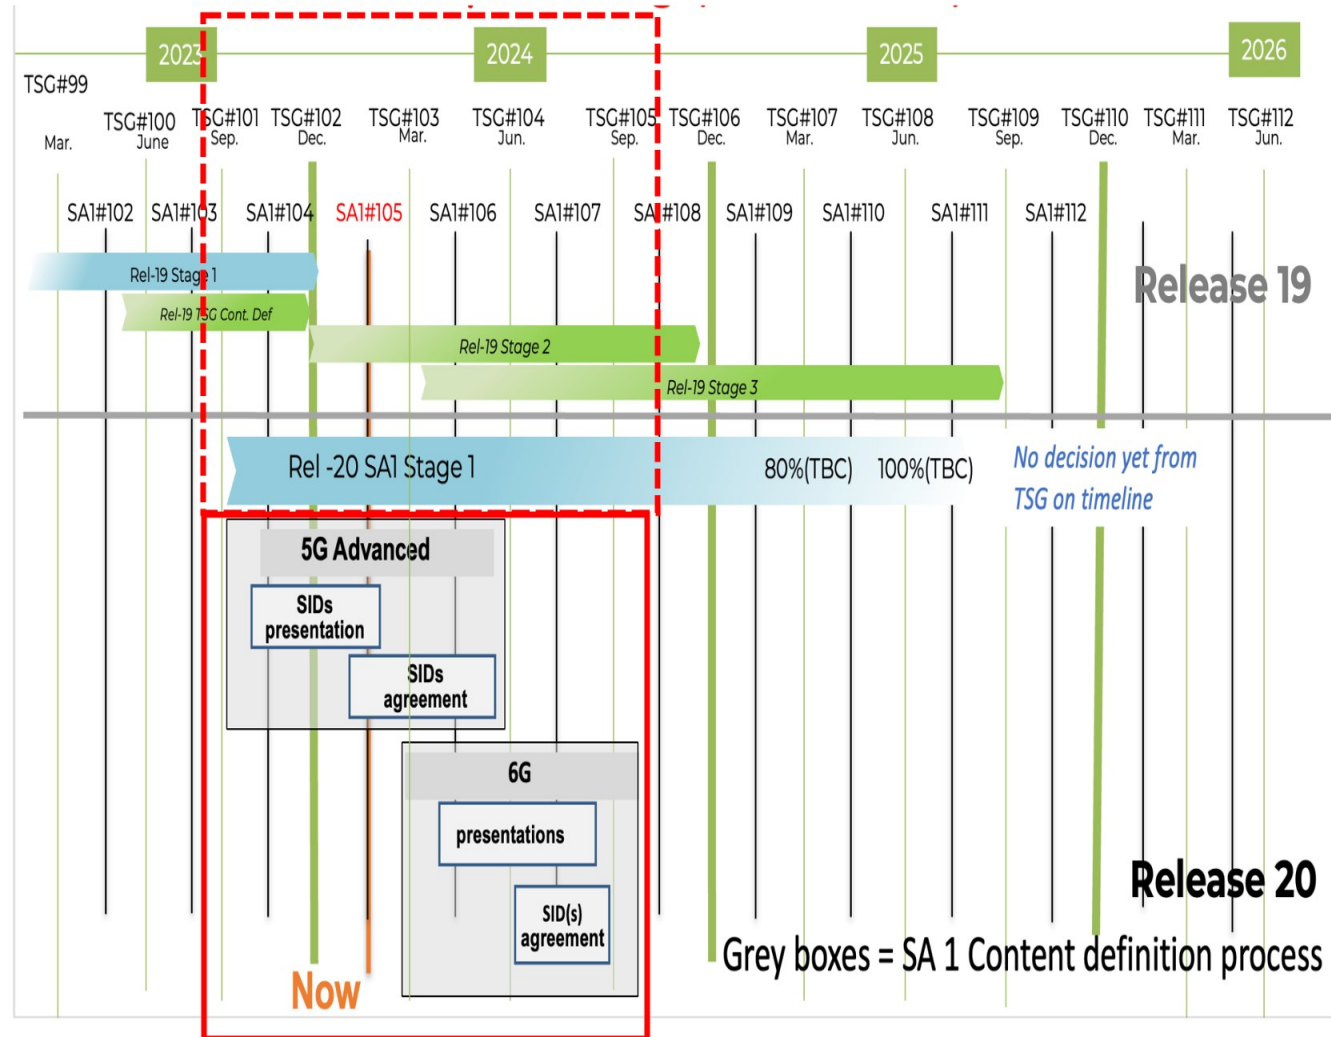 2023
2024
2025
2026
TSG#99
TSG#100
TSG#101
TSG#102
TSG#103
TSG#104
TSG#105
TSG#106
TSG#107
TSG#108
TSG#109
TSG#110
TSG#111
TSG#112
Mar.
June
Sep.
Dec.
Mar.
Jun.
Sep.
Dec.
Mar.
Jun.
Sep.
Dec.
Mar.
Jun.
SA1#102
SA1#103
SA1#104
SA1#105
SA1#106
SA1#107
SA1#108
SA1#109
SA1#110
SA1#111
SA1#112
Rel-19 Stage 1
Release 19
Rel-19 TSG Cont. Def
Rel-19 Stage 2
Rel-19 Stage 3
Rel -20 SA1 Stage 1
80%(TBC)
100%(TBC)
No decision yet from
TSG on timeline
5G Advanced
SIDs
presentation
SIDs
agreement
6G
presentations
SID(s)
agreement
Release 20
Grey boxes = SA 1 Content definition process
Now